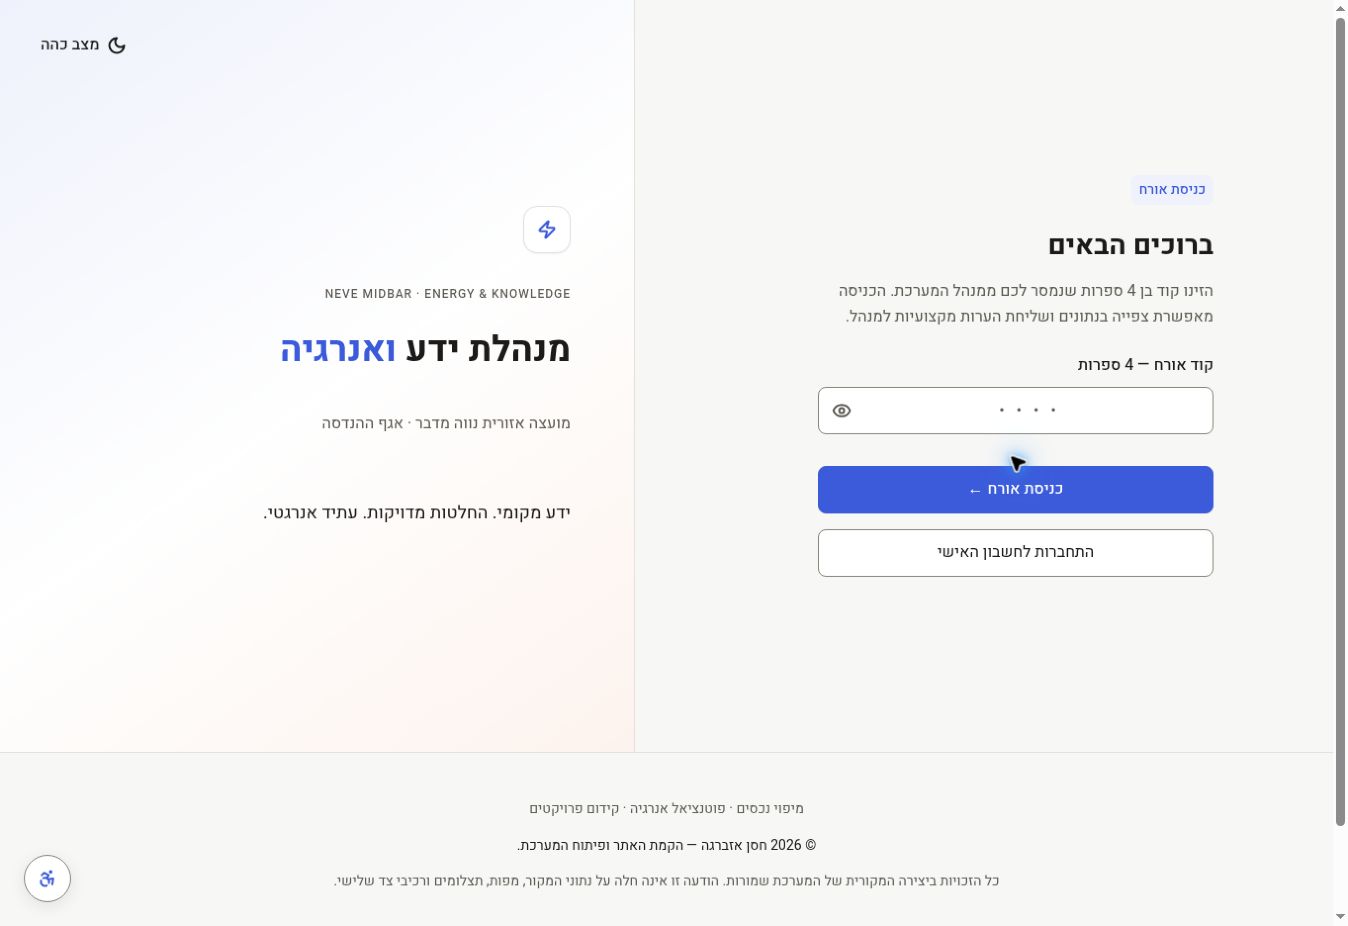 מצב כהה
כניסת אורח
ברוכים הבאים
הזינו קוד בן 4 ספרות שנמסר לכם ממנהל המערכת. הכניסה
מאפשרת צפייה בנתונים ושליחת הערות מקצועיות למנהל.
קוד אורח — 4 ספרות
• • • •
כניסת אורח ←
התחברות לחשבון האישי
NEVE MIDBAR · ENERGY & KNOWLEDGE
מנהלת ידע ואנרגיה
מועצה אזורית נווה מדבר · אגף ההנדסה
ידע מקומי. החלטות מדויקות. עתיד אנרגטי.
מיפוי נכסים · פוטנציאל אנרגיה · קידום פרויקטים
© 2026 חסן אזברגה — הקמת האתר ופיתוח המערכת.
כל הזכויות ביצירה המקורית של המערכת שמורות. הודעה זו אינה חלה על נתוני המקור, מפות, תצלומים ורכיבי צד שלישי.